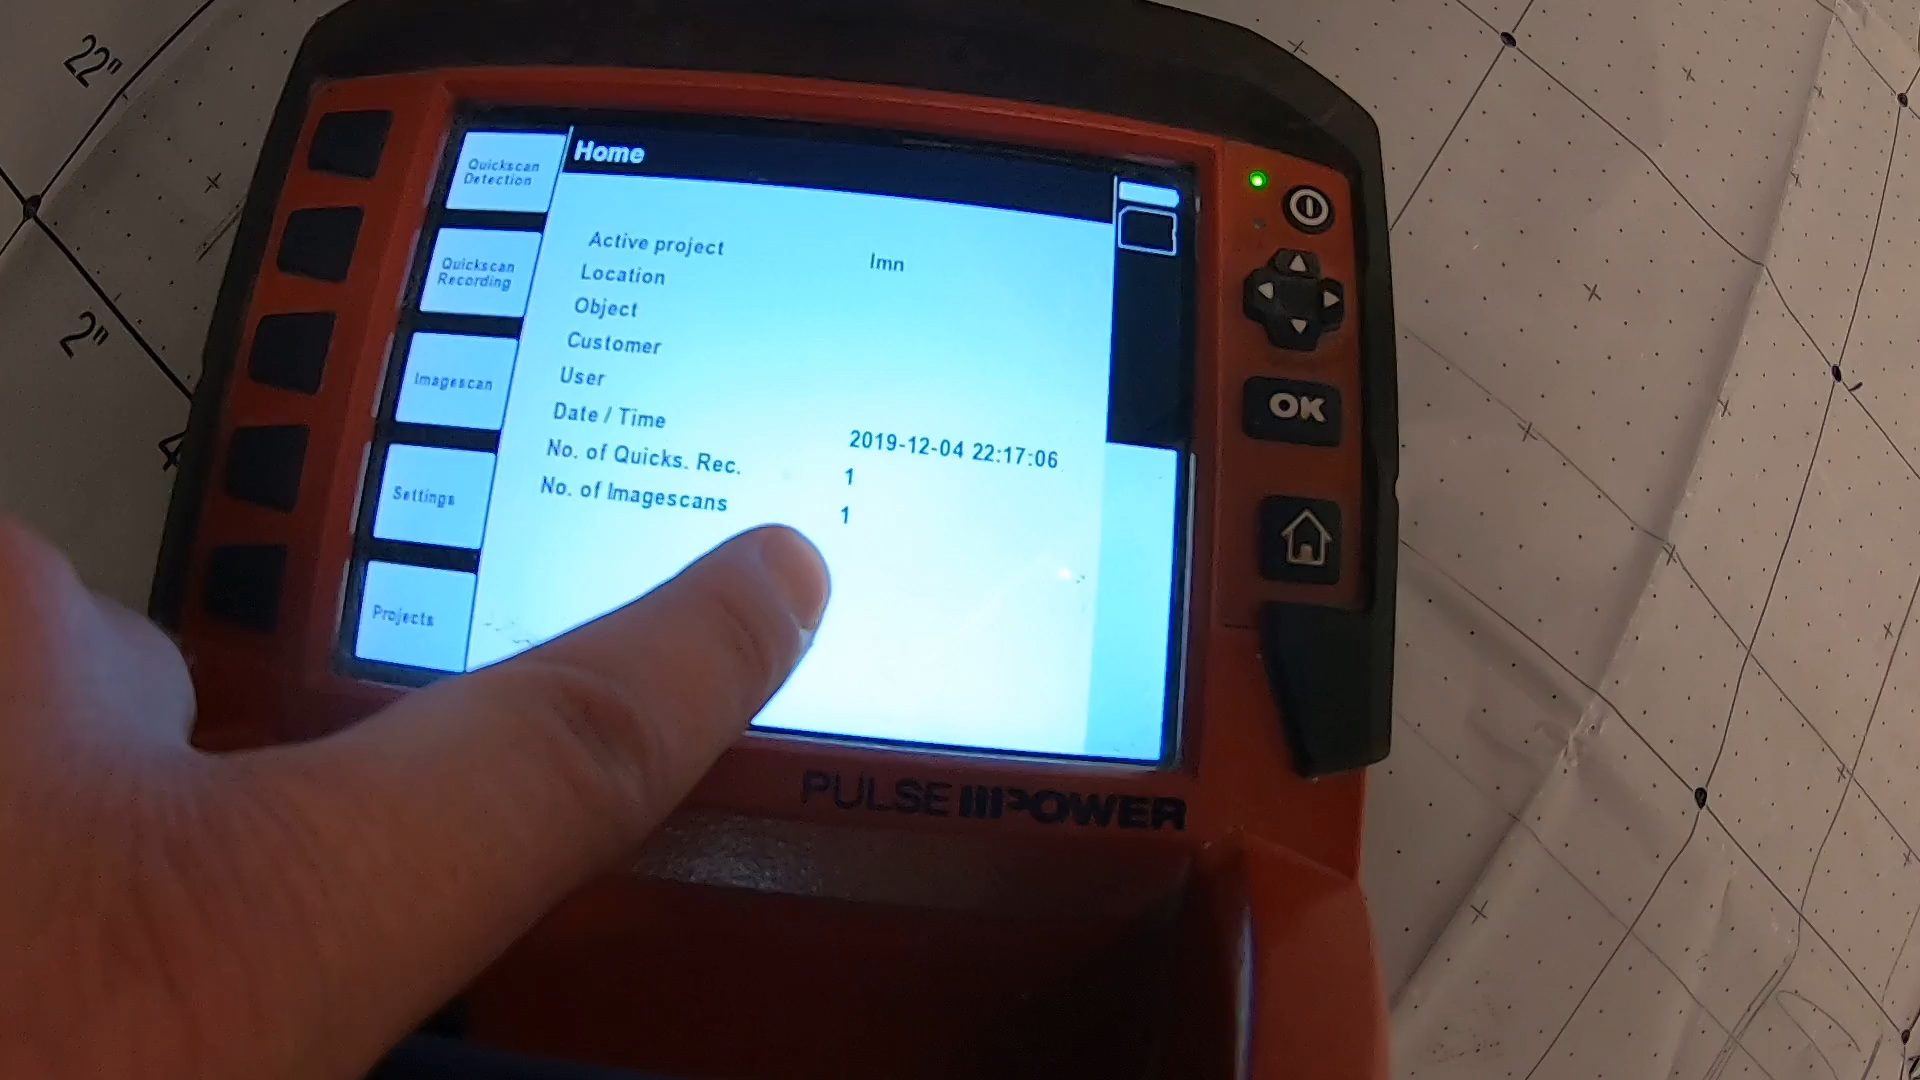 22"
2"
4
Home
Quickscan
Detection
Quickscan
Recording
Imagescan
Settings
Projects
Active project lmn
Location
Object
Customer
User
Date / Time 2019-12-04 22:17:06
No. of Quicks. Rec. 1
No. of Imagescans 1
OK
PULSE POWER